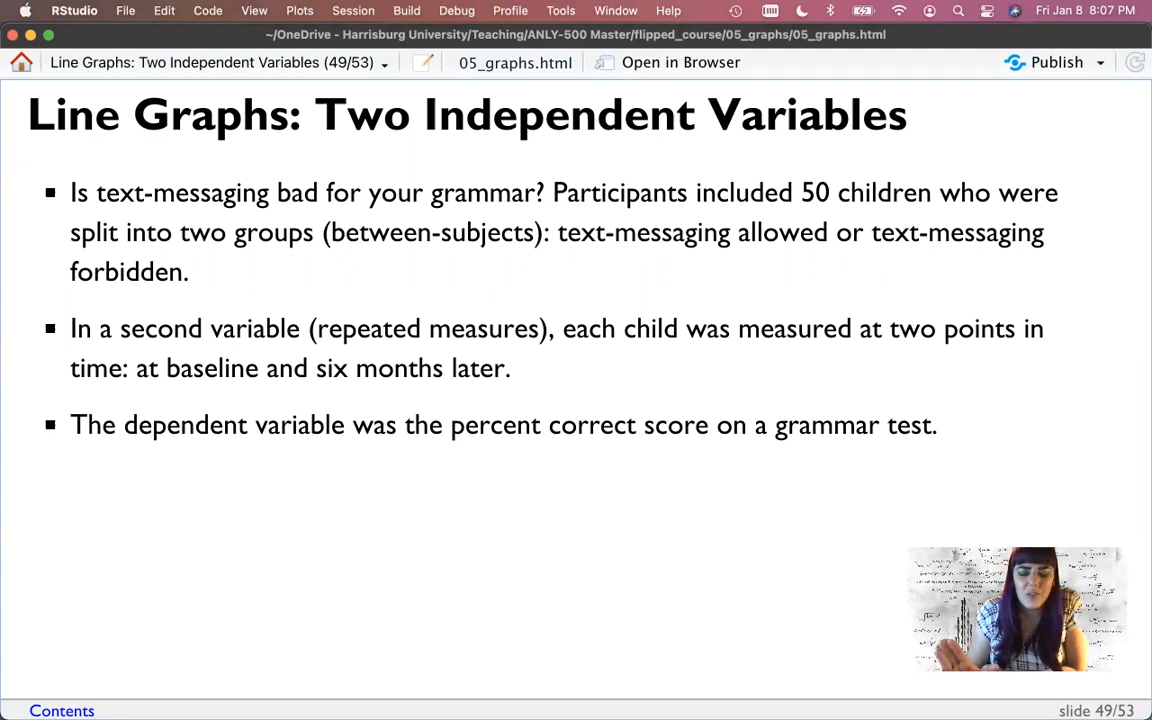 RStudio File Edit Code View Plots Session Build Debug Profile Tools Window Help Fri Jan 8 8:07 PM
~/OneDrive - Harrisburg University/Teaching/ANLY-500 Master/flipped_course/05_graphs/05_graphs.html
Line Graphs: Two Independent Variables (49/53) 05_graphs.html Open in Browser Publish
Line Graphs: Two Independent Variables
Is text-messaging bad for your grammar? Participants included 50 children who were
split into two groups (between-subjects): text-messaging allowed or text-messaging
forbidden.
In a second variable (repeated measures), each child was measured at two points in
time: at baseline and six months later.
The dependent variable was the percent correct score on a grammar test.
Contents slide 49/53